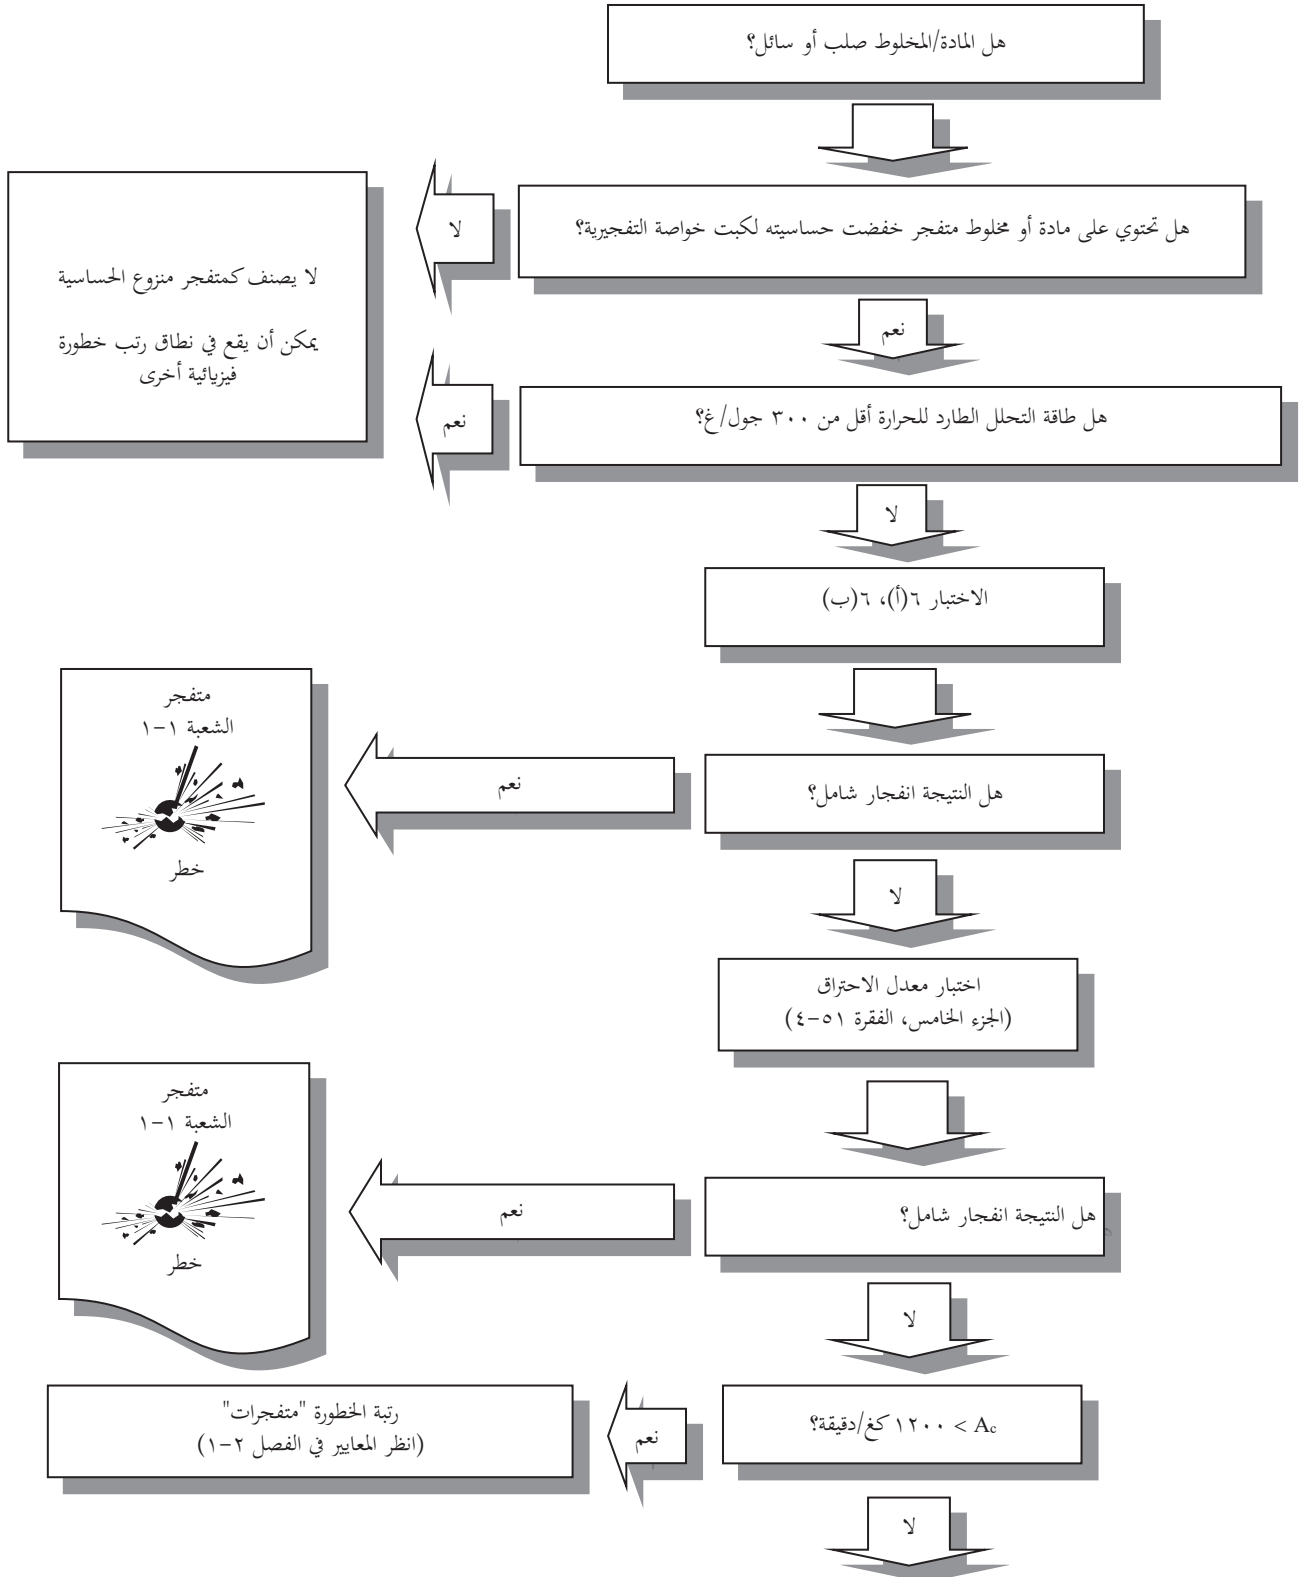 هل المادة/المخلوط صلب أو سائل؟
هل تحتوي على مادة أو مخلوط متفجر خفضت حساسيته لكبت خواصة التفجيرية؟
لا
لا يصنف كمتفجر منزوع الحساسية
يمكن أن يقع في نطاق رتب خطورة
فيزيائية أخرى
نعم
هل طاقة التحلل الطارد للحرارة أقل من ٣٠٠ جول/غ؟
نعم
لا
الاختبار ٦(أ)، ٦(ب)
هل النتيجة انفجار شامل؟
نعم
متفجر
الشعبة ١-١
خطر
لا
اختبار معدل الاحتراق
(الجزء الخامس، الفقرة ٥١-٤)
هل النتيجة انفجار شامل؟
نعم
متفجر
الشعبة ١-١
خطر
لا
Ac > ١٢٠٠ كغ/دقيقة؟
نعم
رتبة الخطورة "متفجرات"
(انظر المعايير في الفصل ٢-١)
لا